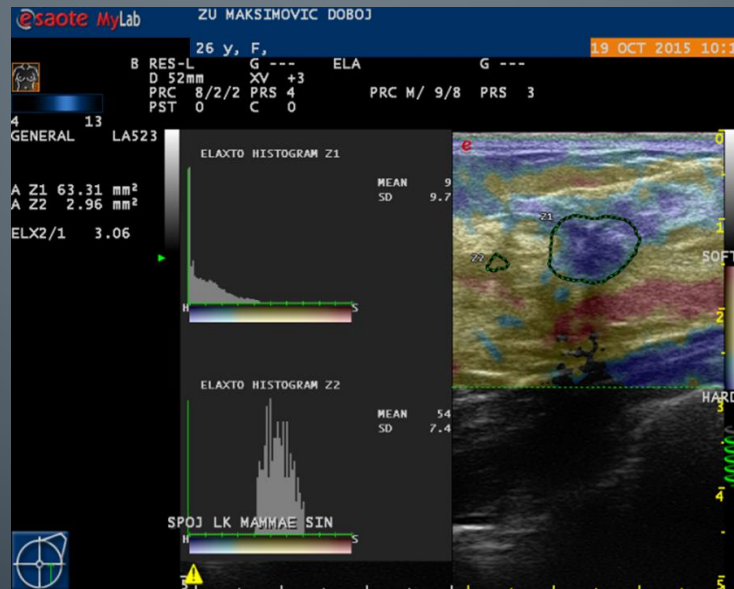 esaote MyLab
ZU MAKSIMOVIC DOBOJ
26 y, F,
19 OCT 2015 10:1
B RES-L G --- ELA G ---
D 52mm XV +3
PRC 8/2/2 PRS 4 PRC M/ 9/8 PRS 3
PST 0 C 0
4 13
GENERAL LA523
A Z1 63.31 mm²
A Z2 2.96 mm²
ELX2/1 3.06
ELAXTO HISTOGRAM Z1
MEAN 9
SD 9.7
H S
ELAXTO HISTOGRAM Z2
MEAN 54
SD 7.4
SPOJ LK MAMMAE SIN
H S
e
Z1
Z2
SOFT
HARD
0
1
2
3
4
5
5